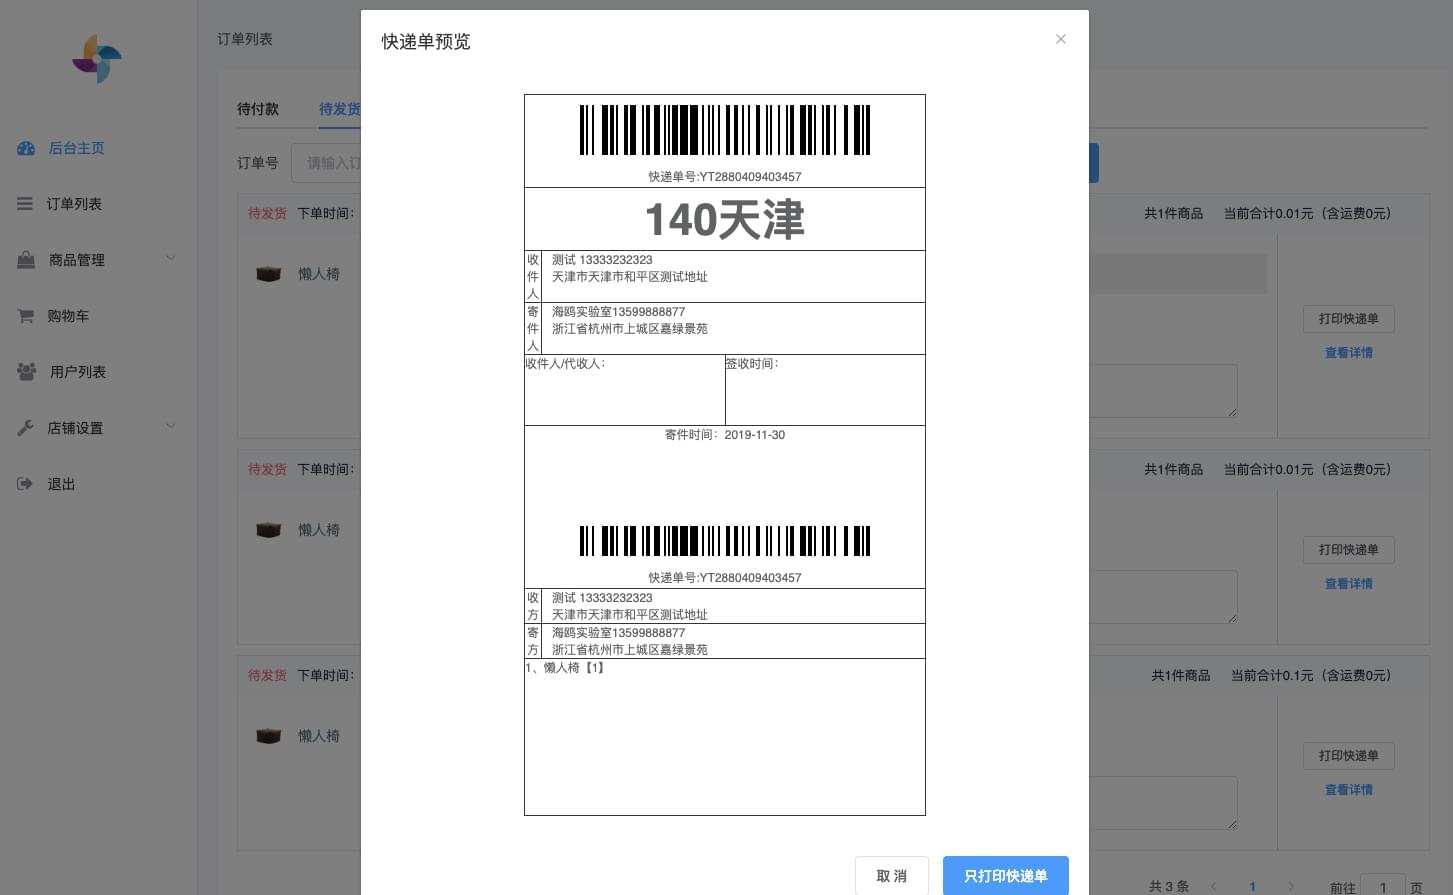 后台主页
订单列表
商品管理
购物车
用户列表
店铺设置
退出
订单列表
待付款
待发货
订单号
请输入订
待发货 下单时间：
共1件商品 当前合计0.01元（含运费0元）
懒人椅
打印快递单
查看详情
待发货 下单时间：
共1件商品 当前合计0.01元（含运费0元）
懒人椅
打印快递单
查看详情
待发货 下单时间：
共1件商品 当前合计0.1元（含运费0元）
懒人椅
打印快递单
查看详情
共 3 条
1
前往 1 页
快递单预览
快递单号:YT2880409403457
140天津
收件人
测试 13333232323
天津市天津市和平区测试地址
寄件人
海鸥实验室13599888877
浙江省杭州市上城区嘉绿景苑
收件人/代收人：
签收时间：
寄件时间：2019-11-30
快递单号:YT2880409403457
收方
测试 13333232323
天津市天津市和平区测试地址
寄方
海鸥实验室13599888877
浙江省杭州市上城区嘉绿景苑
1、懒人椅【1】
取 消
只打印快递单